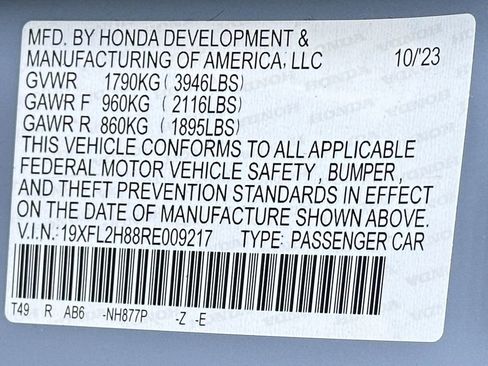 MFD. BY HONDA DEVELOPMENT &
MANUFACTURING OF AMERICA, LLC 10/23
GVWR 1790KG ( 3946LBS)
GAWR F 960KG ( 2116LBS)
GAWR R 860KG ( 1895LBS)
THIS VEHICLE CONFORMS TO ALL APPLICABLE
FEDERAL MOTOR VEHICLE SAFETY, BUMPER,
AND THEFT PREVENTION STANDARDS IN EFFECT
ON THE DATE OF MANUFACTURE SHOWN ABOVE.
V.I.N.: 19XFL2H88RE009217 TYPE: PASSENGER CAR
T49 R AB6 -NH877P -Z -E